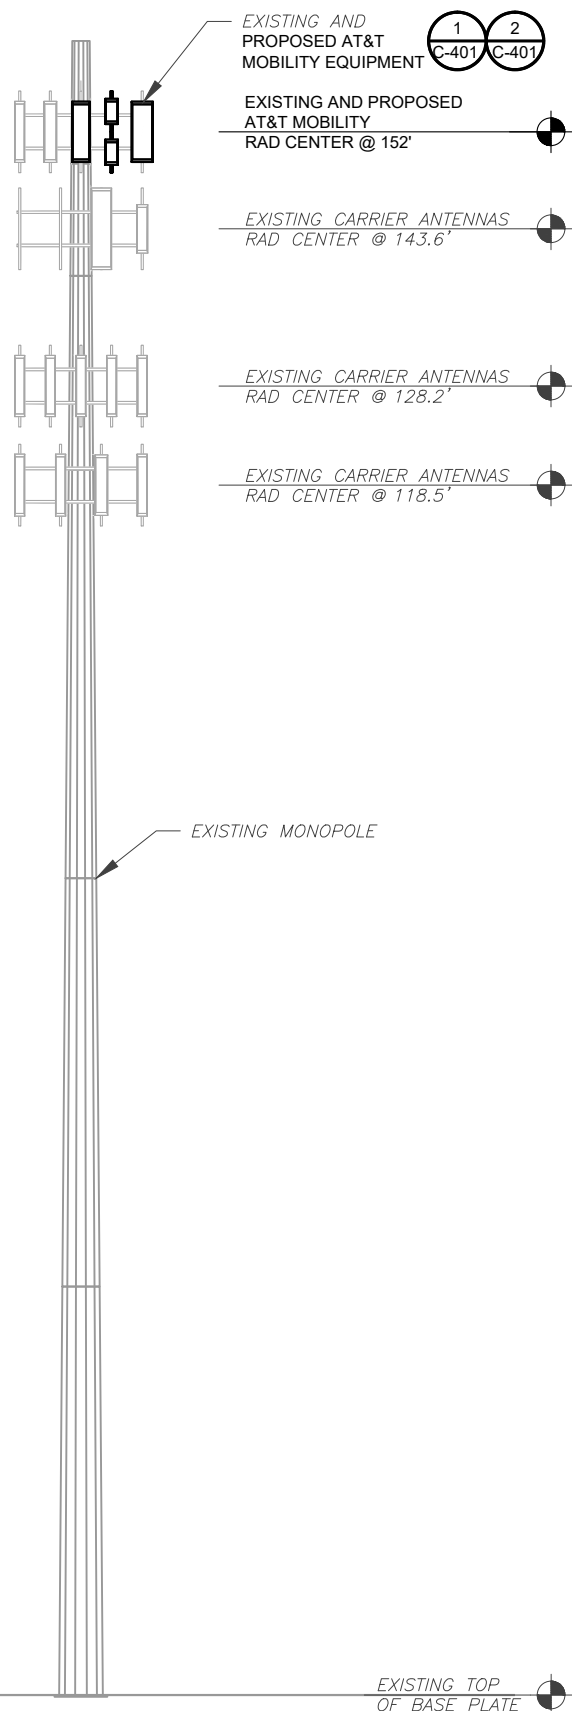 EXISTING AND
PROPOSED AT&T
MOBILITY EQUIPMENT
1
C-401
2
C-401
EXISTING AND PROPOSED
AT&T MOBILITY
RAD CENTER @ 152'
EXISTING CARRIER ANTENNAS
RAD CENTER @ 143.6'
EXISTING CARRIER ANTENNAS
RAD CENTER @ 128.2'
EXISTING CARRIER ANTENNAS
RAD CENTER @ 118.5'
EXISTING MONOPOLE
EXISTING TOP
OF BASE PLATE